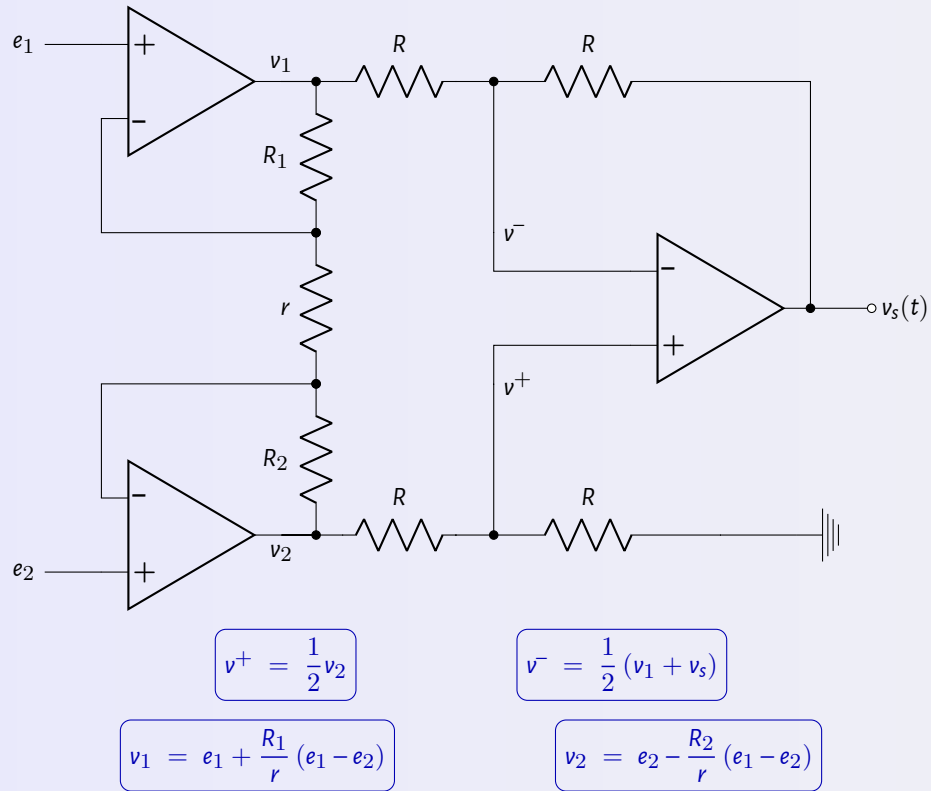 e₁ + v₁ R R
−
R₁
v⁻
−
r vₛ(t)
+
v⁺
R₂
− R R
v₂
e₂ +
v⁺ = 1/2 v₂ v⁻ = 1/2 (v₁ + vₛ)
v₁ = e₁ + R₁/r (e₁ − e₂) v₂ = e₂ − R₂/r (e₁ − e₂)